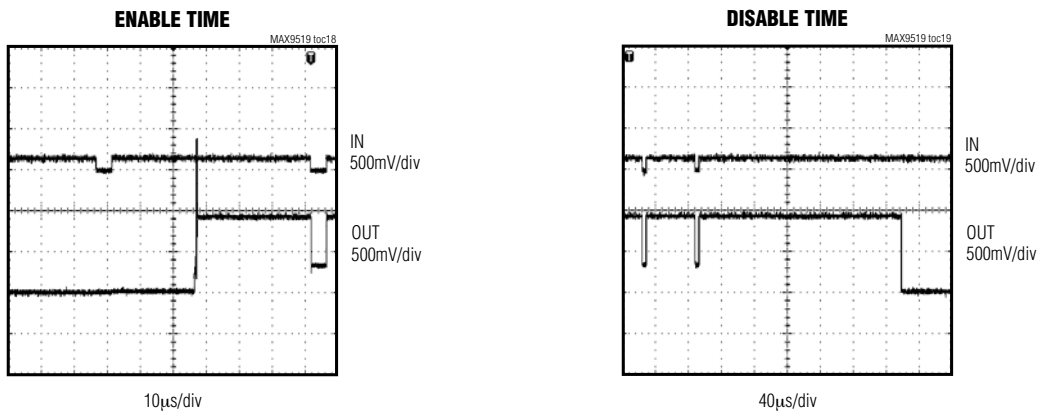 ENABLE TIME
MAX9519 toc18
T
IN
500mV/div
OUT
500mV/div
10µs/div
DISABLE TIME
MAX9519 toc19
T
IN
500mV/div
OUT
500mV/div
40µs/div